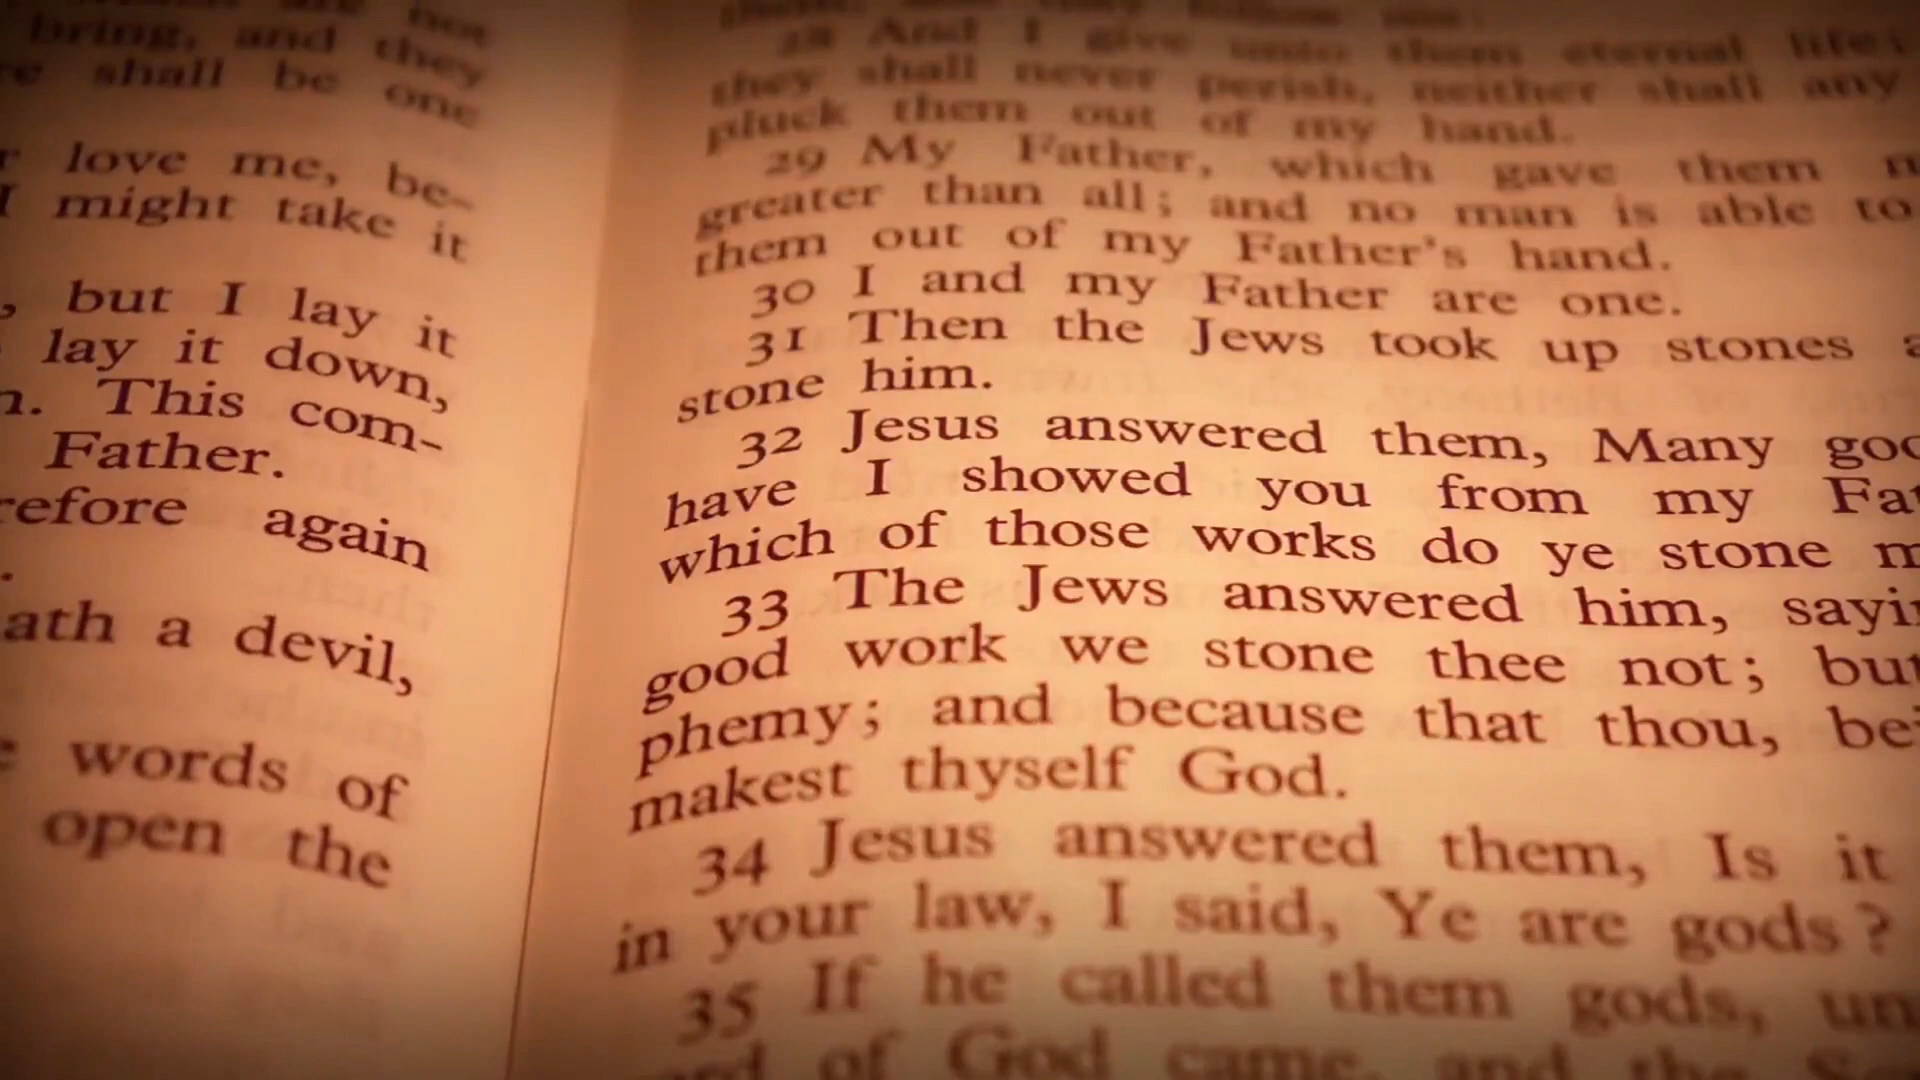 not
bring, and they
shall be one
love me, be-
I might take it
, but I lay it
lay it down,
This com-
Father.
again
a devil,
words of
open the
28 And I give unto them eternal life;
they shall never perish, neither shall any
pluck them out of my hand.
29 My Father, which gave them
greater than all; and no man is able to
them out of my Father's hand.
30 I and my Father are one.
31 Then the Jews took up stones
stone him.
32 Jesus answered them, Many
have I showed you from my
which of those works do ye stone
33 The Jews answered him,
good work we stone thee not;
phemy; and because that thou,
makest thyself God.
34 Jesus answered them, Is it
in your law, I said, Ye are gods?
35 If he called them gods,
of God came, and the